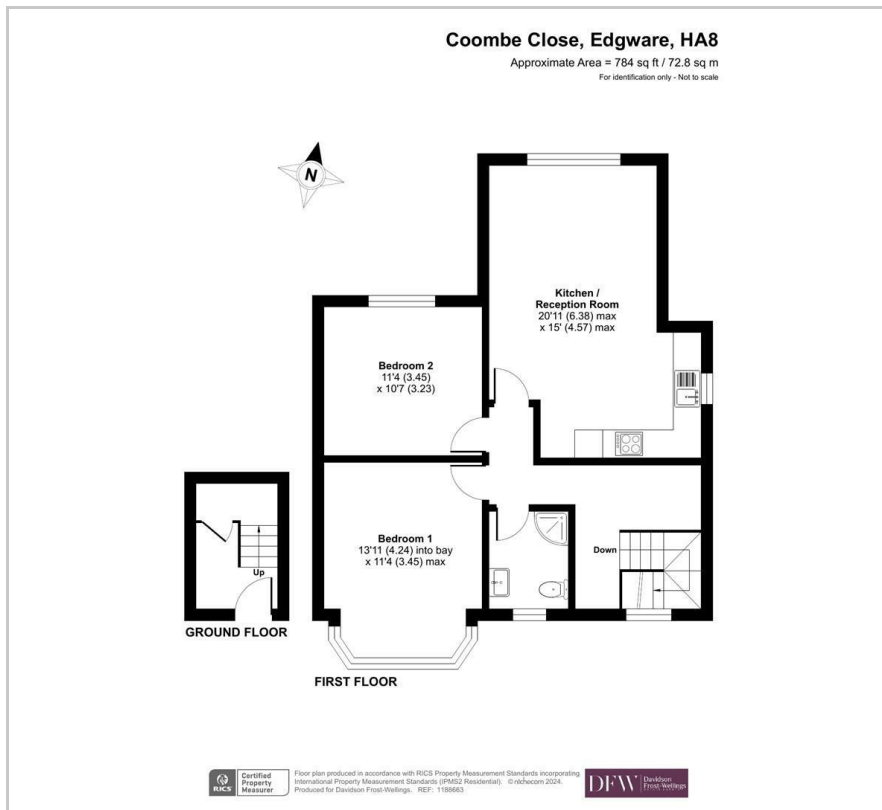 Coombe Close, Edgware, HA8
Approximate Area = 784 sq ft / 72.8 sq m
For identification only - Not to scale
N
Kitchen /
Reception Room
20'11 (6.38) max
x 15' (4.57) max
Bedroom 2
11'4 (3.45)
x 10'7 (3.23)
Bedroom 1
13'11 (4.24) into bay
x 11'4 (3.45) max
Down
Up
GROUND FLOOR
FIRST FLOOR
RICS
Certified
Property
Measurer
Floor plan produced in accordance with RICS Property Measurement Standards incorporating
International Property Measurement Standards (IPMS2 Residential). © nichecom 2024.
Produced for Davidson Frost-Wellings. REF: 1188663
DFW
Davidson
Frost-Wellings